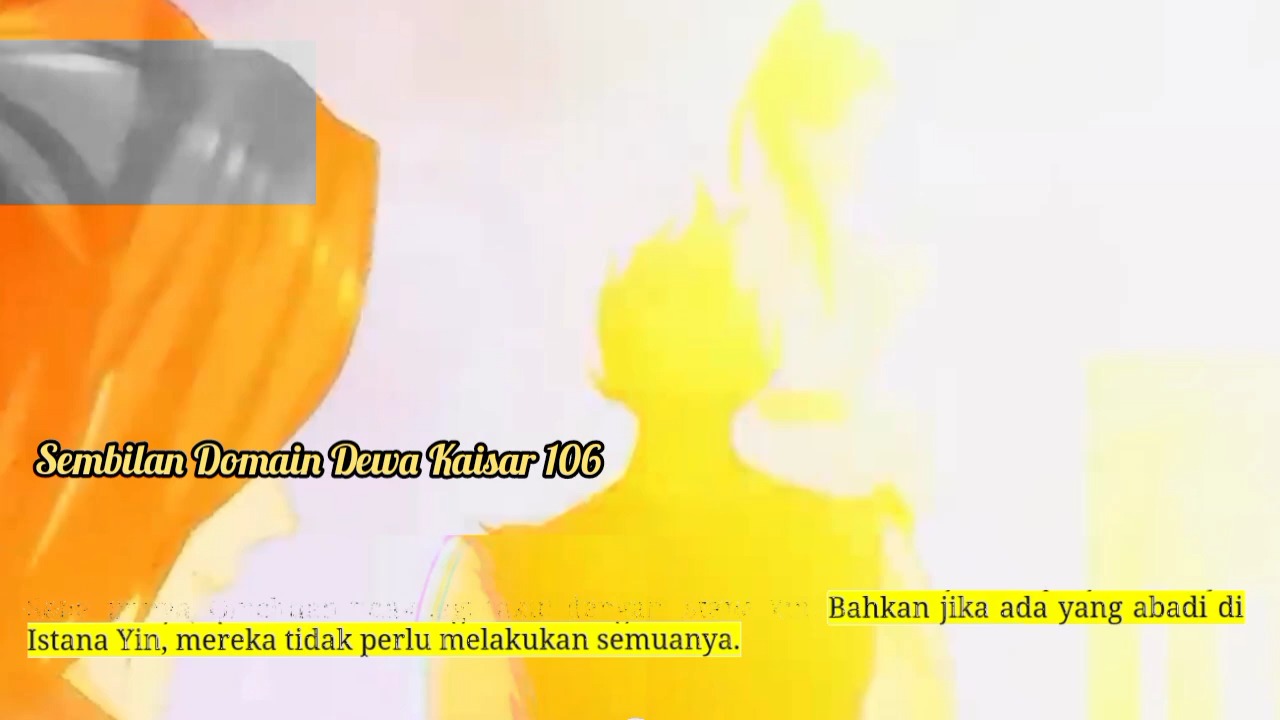 Sembilan Domain Dewa Kaisar 106
Bahkan jika ada yang abadi di
Istana Yin, mereka tidak perlu melakukan semuanya.